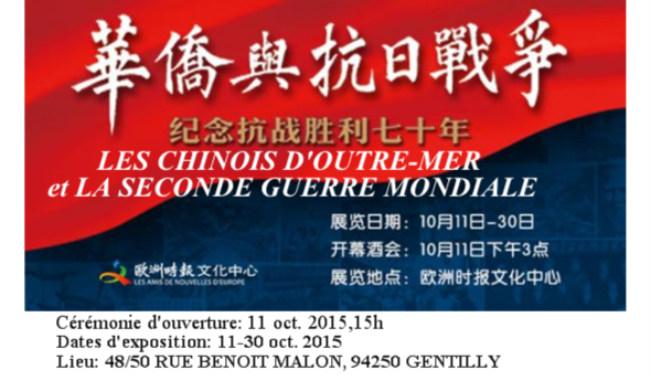 華僑與抗日戰爭
纪念抗战胜利七十年
LES CHINOIS D'OUTRE-MER
et LA SECONDE GUERRE MONDIALE
展览日期：10月11日-30日
开幕酒会：10月11日下午3点
展览地点：欧洲时报文化中心
欧洲时报文化中心
LES AMIS DE NOUVELLES D'EUROPE
Cérémonie d'ouverture: 11 oct. 2015,15h
Dates d'exposition: 11-30 oct. 2015
Lieu: 48/50 RUE BENOIT MALON, 94250 GENTILLY